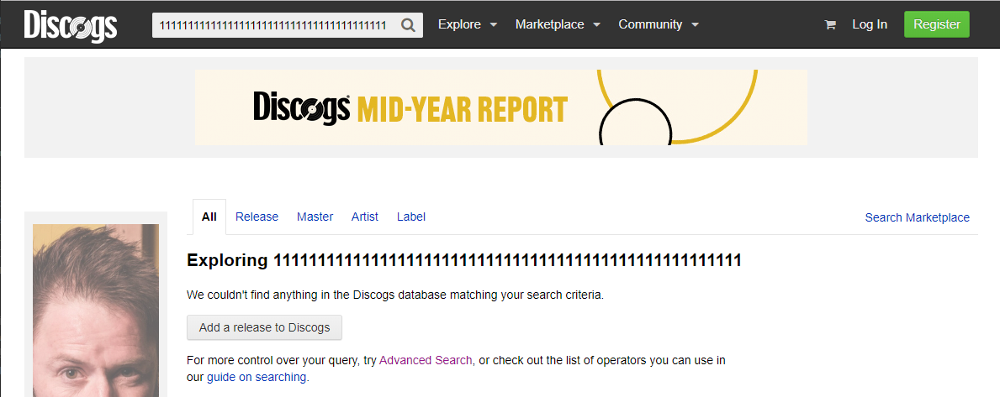 Discogs
Explore Marketplace Community Log In Register
Discogs MID-YEAR REPORT
All Release Master Artist Label Search Marketplace
Exploring
We couldn't find anything in the Discogs database matching your search criteria.
Add a release to Discogs
For more control over your query, try Advanced Search, or check out the list of operators you can use in
our guide on searching.